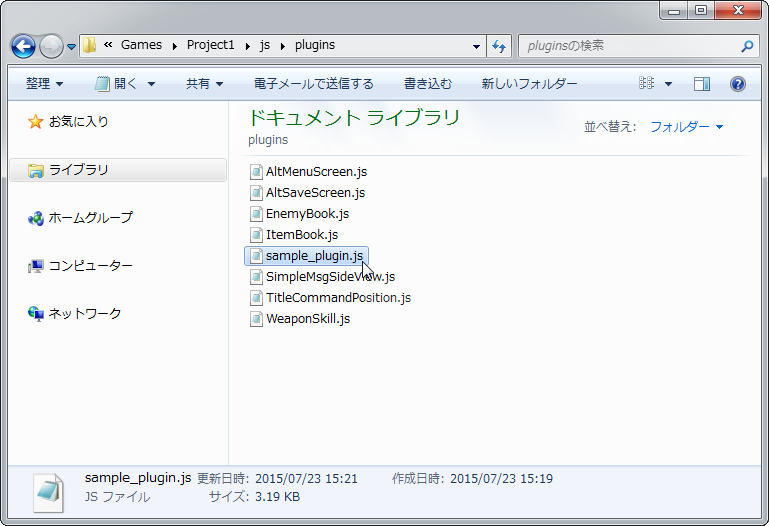 « Games ▸ Project1 ▸ js ▸ plugins
pluginsの検索
整理 開く 共有 電子メールで送信する 書き込む 新しいフォルダー
お気に入り
ライブラリ
ホームグループ
コンピューター
ネットワーク
ドキュメント ライブラリ
plugins
並べ替え: フォルダー
AltMenuScreen.js
AltSaveScreen.js
EnemyBook.js
ItemBook.js
sample_plugin.js
SimpleMsgSideView.js
TitleCommandPosition.js
WeaponSkill.js
sample_plugin.js 更新日時: 2015/07/23 15:21 作成日時: 2015/07/23 15:19
JS ファイル サイズ: 3.19 KB